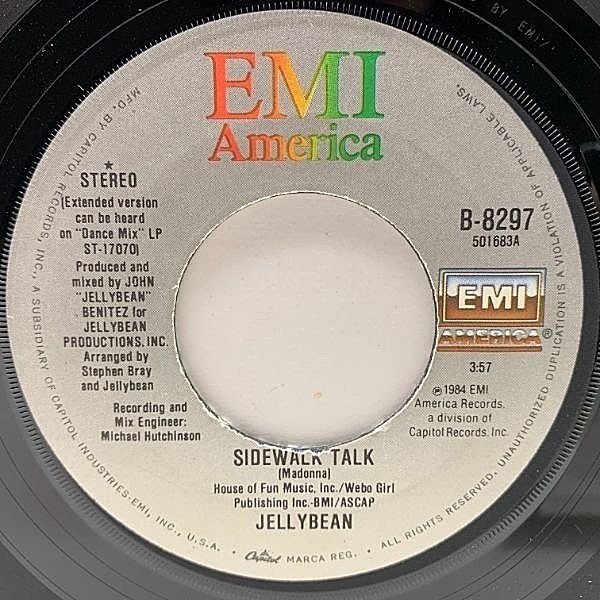 EMI
America
STEREO
(Extended version
can be heard
on "Dance Mix" LP
ST-17070)
Produced and
mixed by JOHN
"JELLYBEAN"
BENITEZ for
JELLYBEAN
PRODUCTIONS, INC.
Arranged by
Stephen Bray
and Jellybean
Recording and
Mix Engineer:
Michael Hutchinson
B-8297
501683A
EMI
AMERICA®
3:57
℗ 1984 EMI
America Records,
a division of
Capitol Records, Inc.
SIDEWALK TALK
(Madonna)
House of Fun Music, Inc./Webo Girl
Publishing Inc.-BMI/ASCAP
JELLYBEAN
MFD. BY CAPITOL RECORDS, INC., A SUBSIDIARY OF CAPITOL INDUSTRIES-EMI, INC., U.S.A. • Capitol MARCA REG. • ALL RIGHTS RESERVED. UNAUTHORIZED DUPLICATION IS A VIOLATION OF APPLICABLE LAWS.